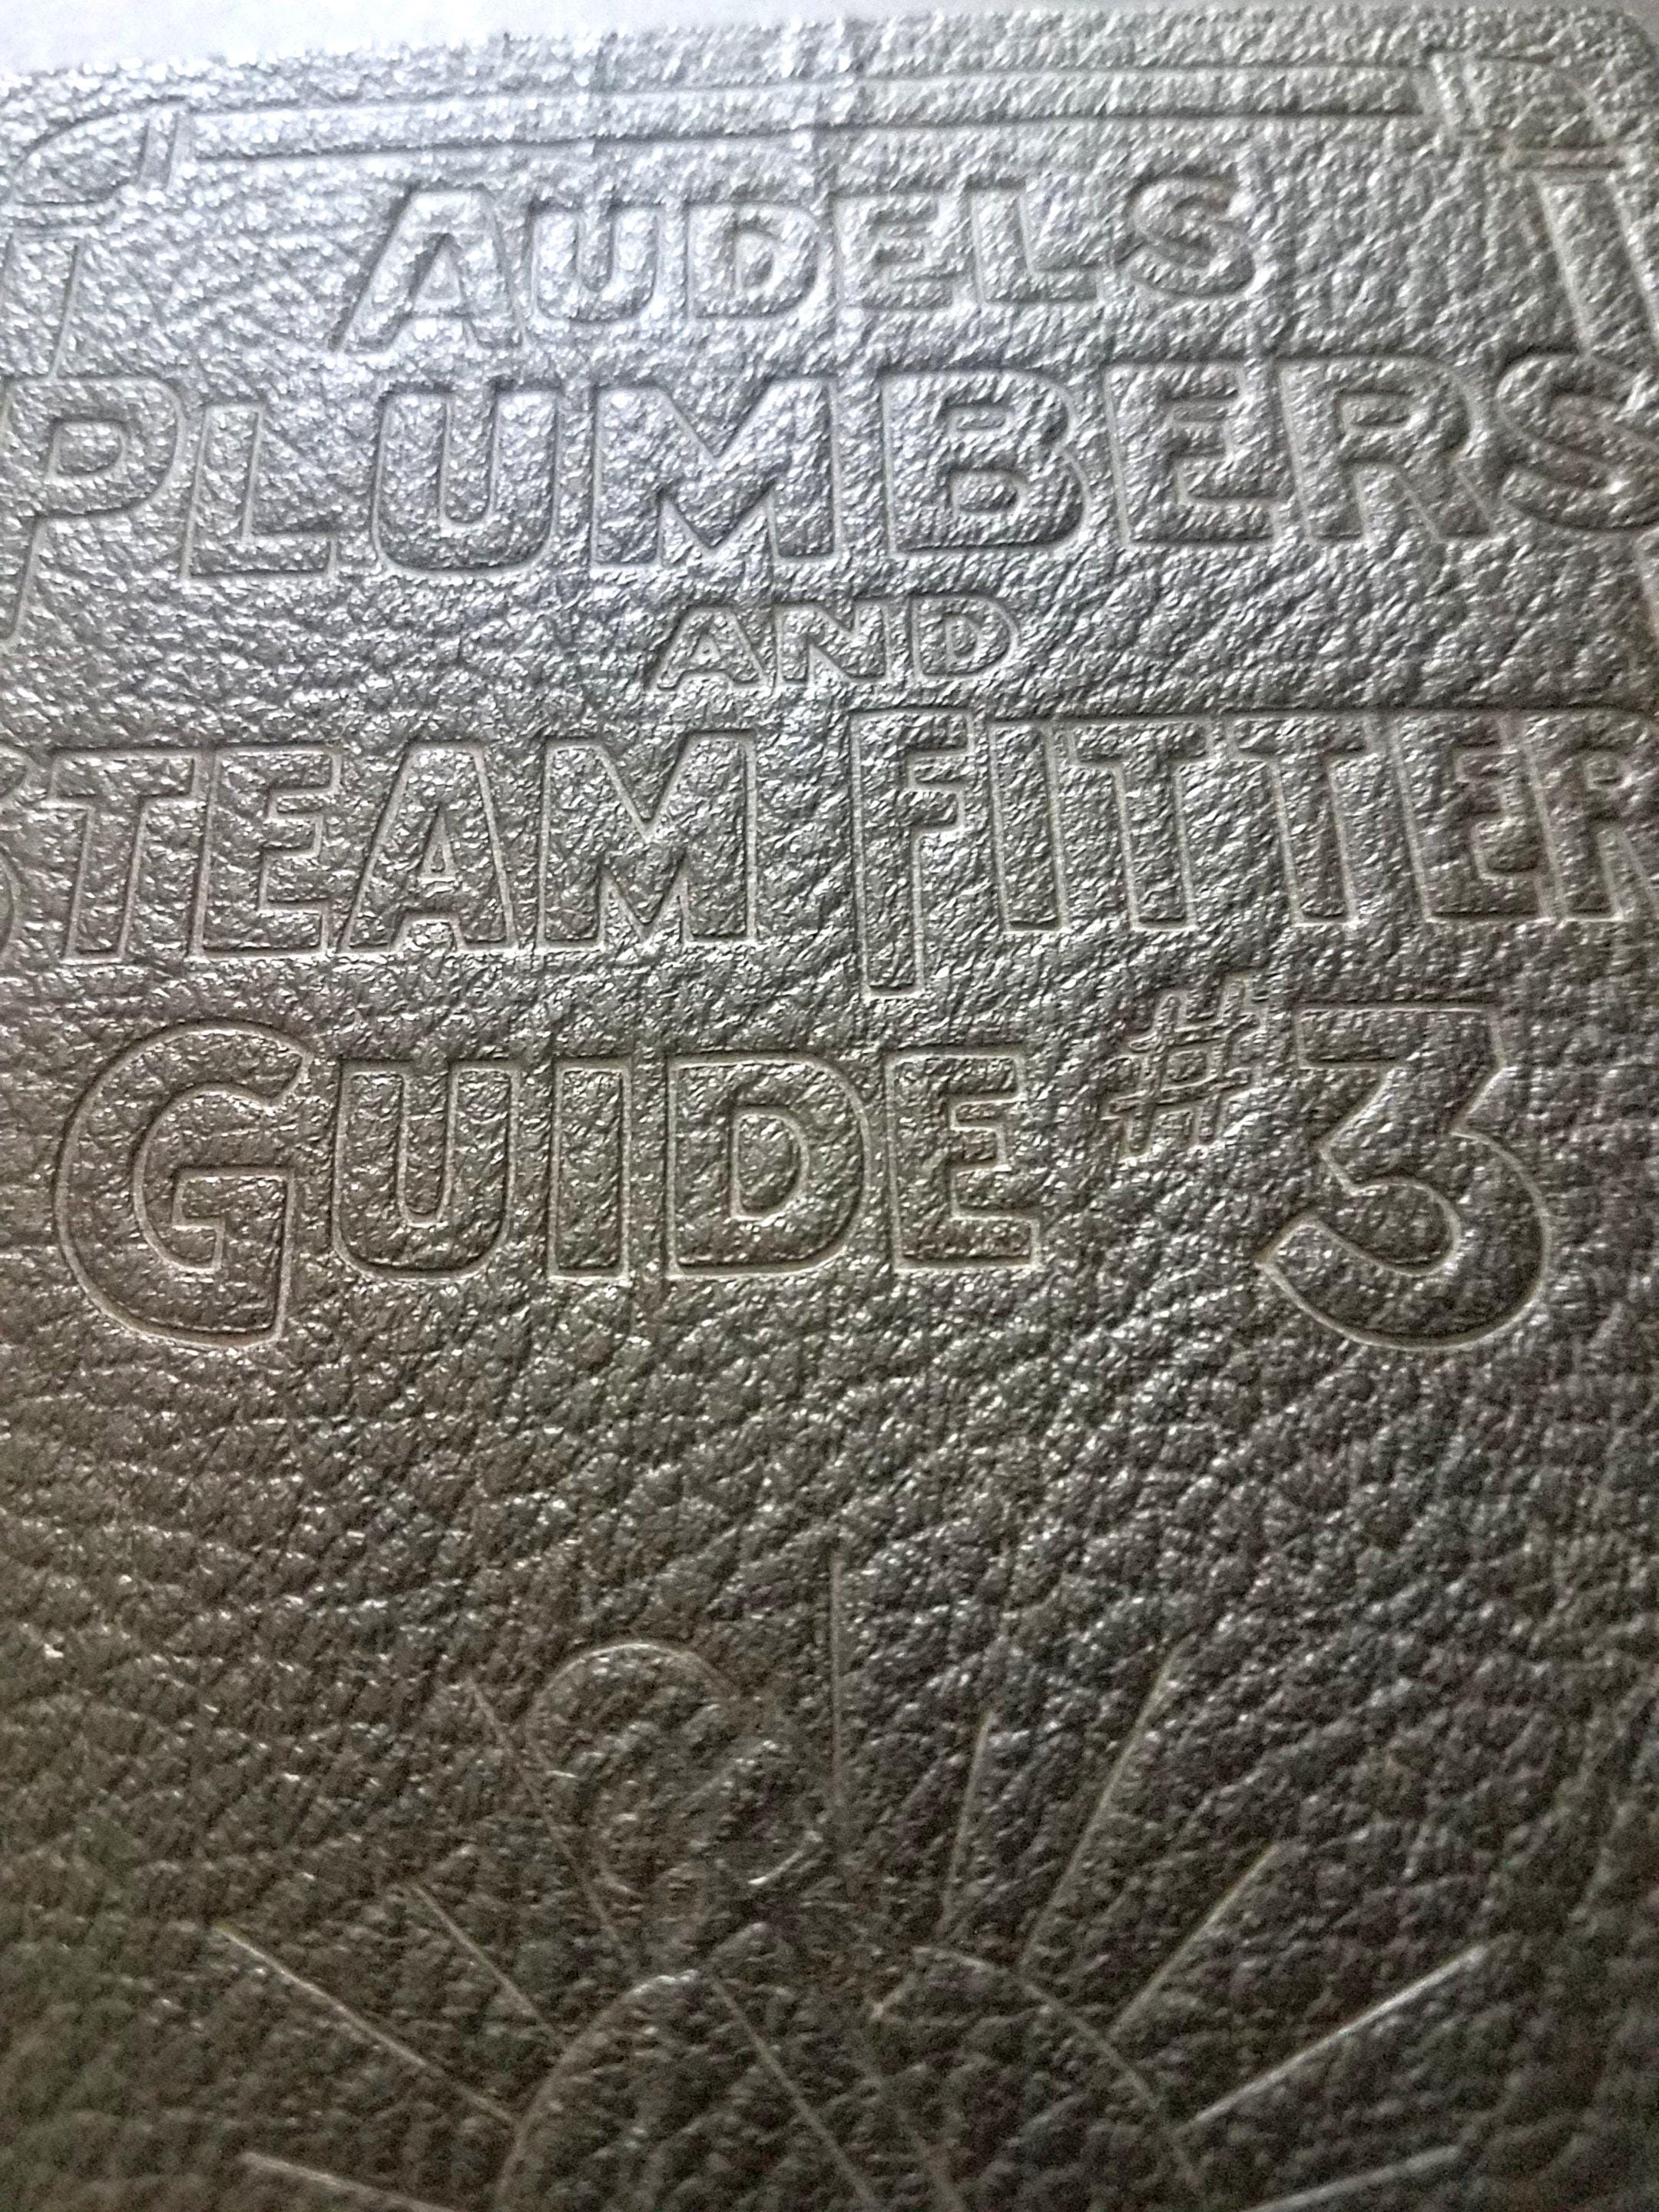 AUDELS
PLUMBERS
AND
STEAM FITTER
GUIDE #3